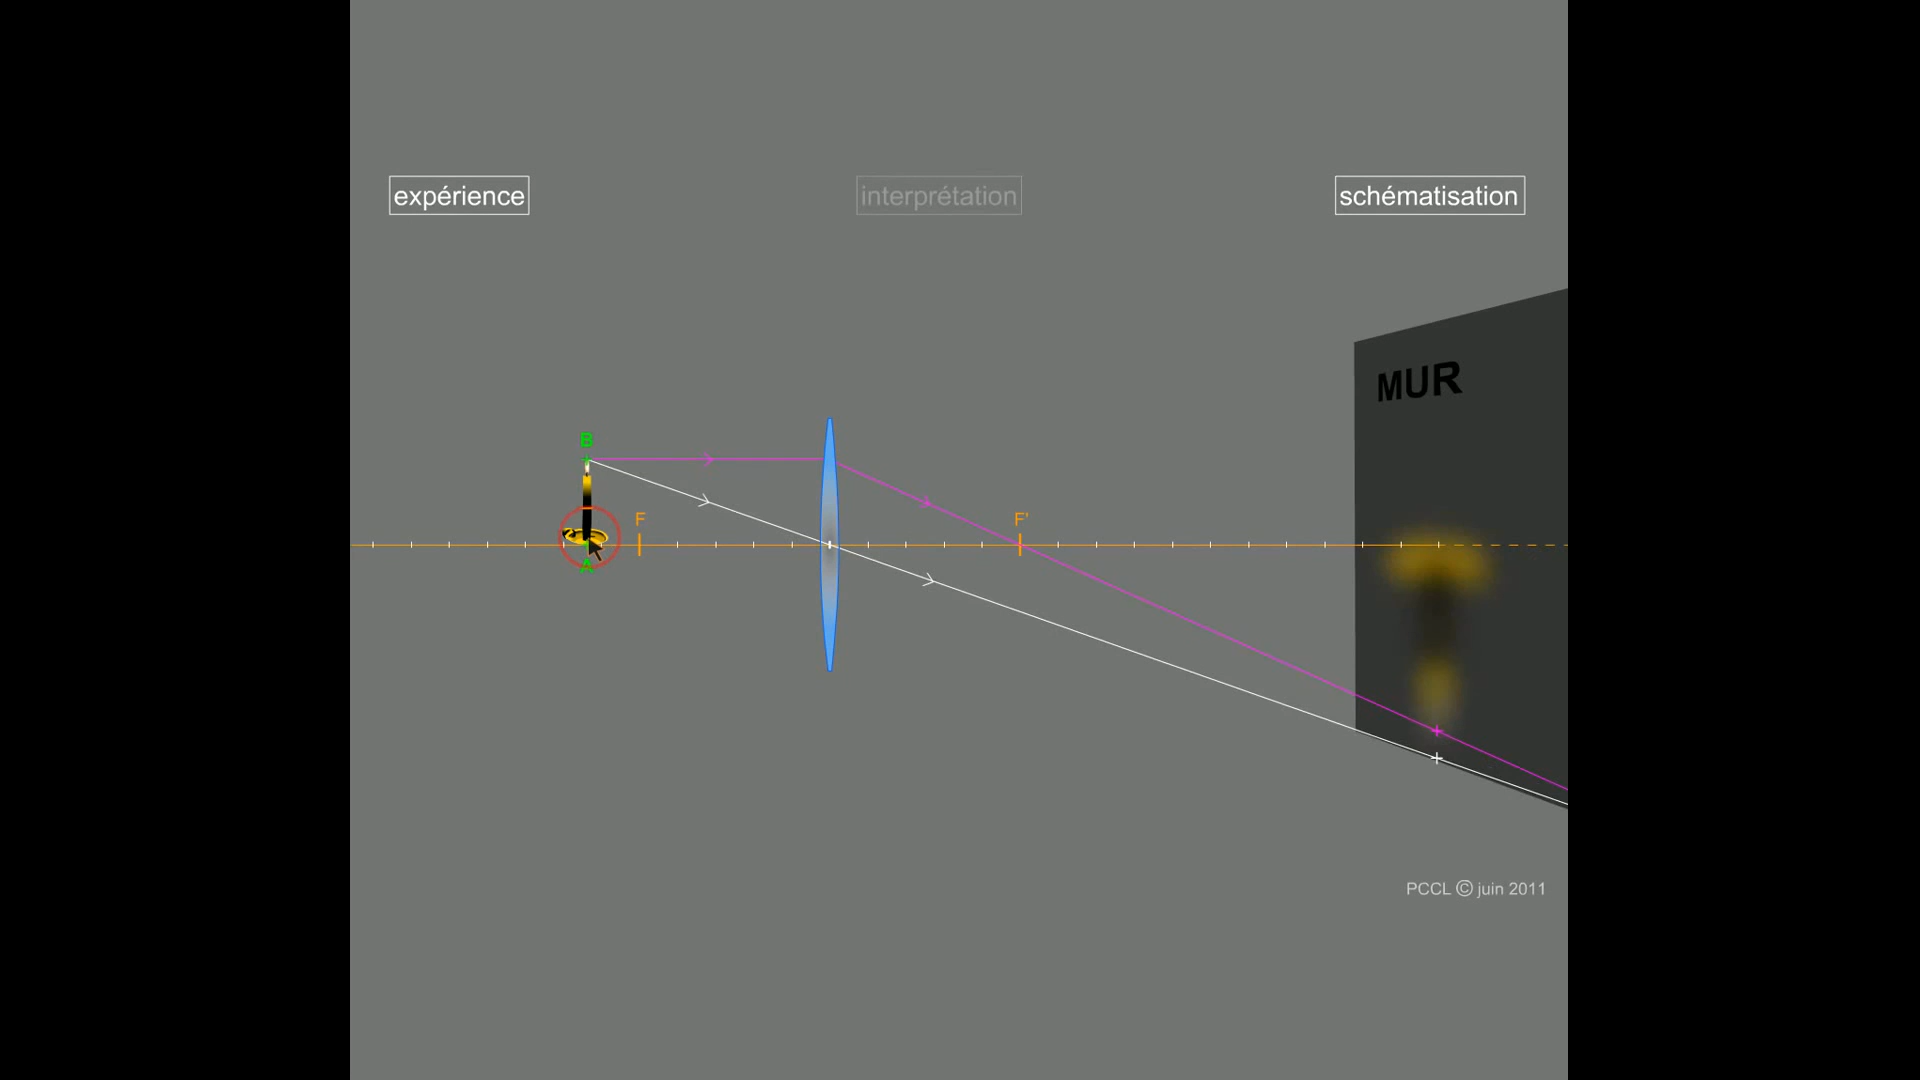 expérience
interprétation
schématisation
MUR
B
F
F'
A
PCCL © juin 2011